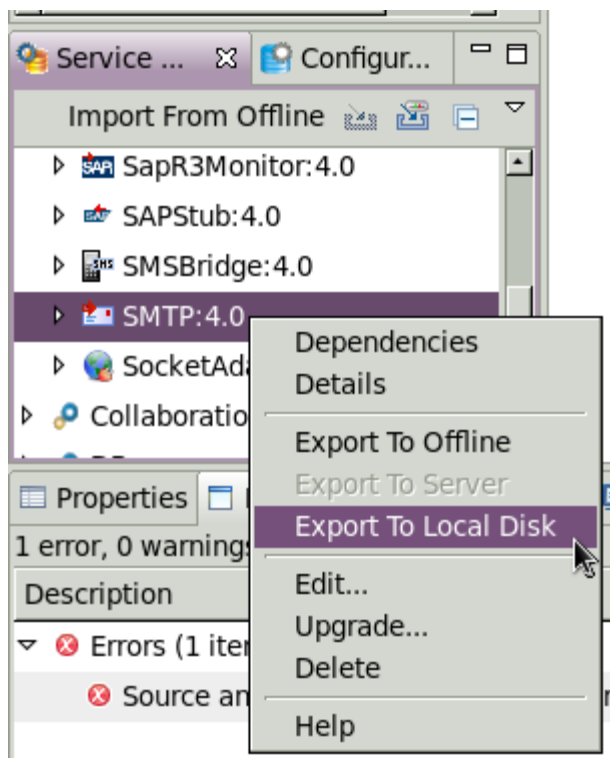 Service ... Configur...
Import From Offline
SapR3Monitor:4.0
SAPStub:4.0
SMSBridge:4.0
SMTP:4.0
SocketAda
Collaboratio
Dependencies
Details
Export To Offline
Export To Server
Export To Local Disk
Edit...
Upgrade...
Delete
Help
Properties
1 error, 0 warnings
Description
Errors (1 iter
Source an